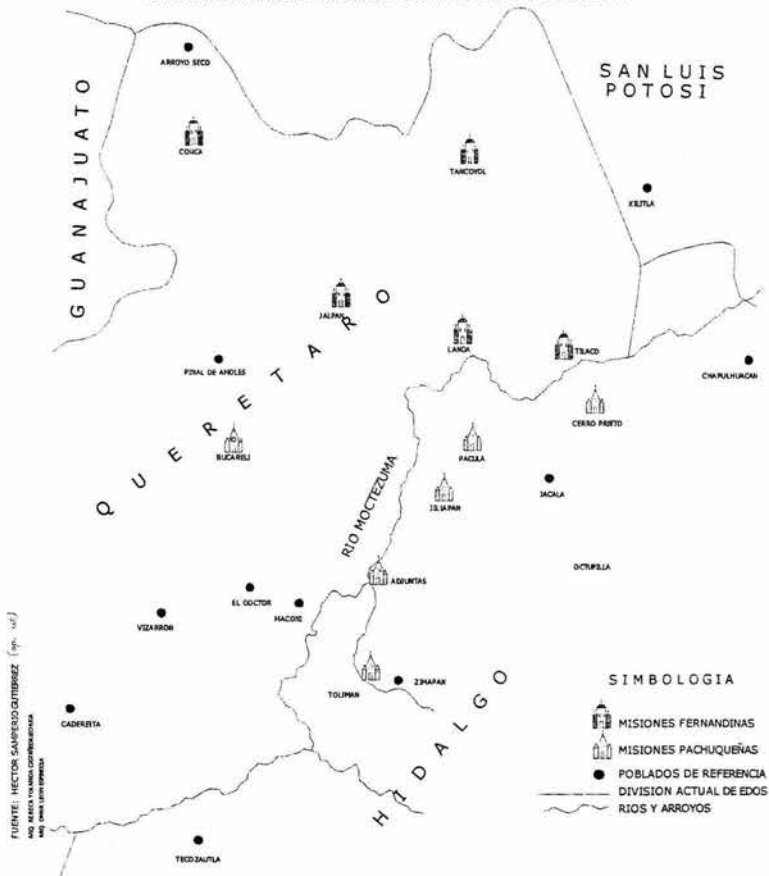 ARROYO SECO
SAN LUIS
POTOSI
GUANAJUATO
CONCA
TANCOYOL
XILITLA
JALPAN
LANDA
TILACO
PINAL DE AMOLES
CHAPULHUACAN
QUERETARO
CERRO PRIETO
BUCARELI
PACULA
RIO MOCTEZUMA
JACALA
JILIAPAN
OCTUPILLA
ADJUNTAS
EL DOCTOR
MACONI
VIZARRON
TOLIMAN
ZIMAPAN
CADEREITA
HIDALGO
TECOZAUTLA
SIMBOLOGIA
MISIONES FERNANDINAS
MISIONES PACHUQUEÑAS
POBLADOS DE REFERENCIA
DIVISION ACTUAL DE EDOS
RIOS Y ARROYOS
FUENTE: HECTOR SAMPERIO GUTIERREZ